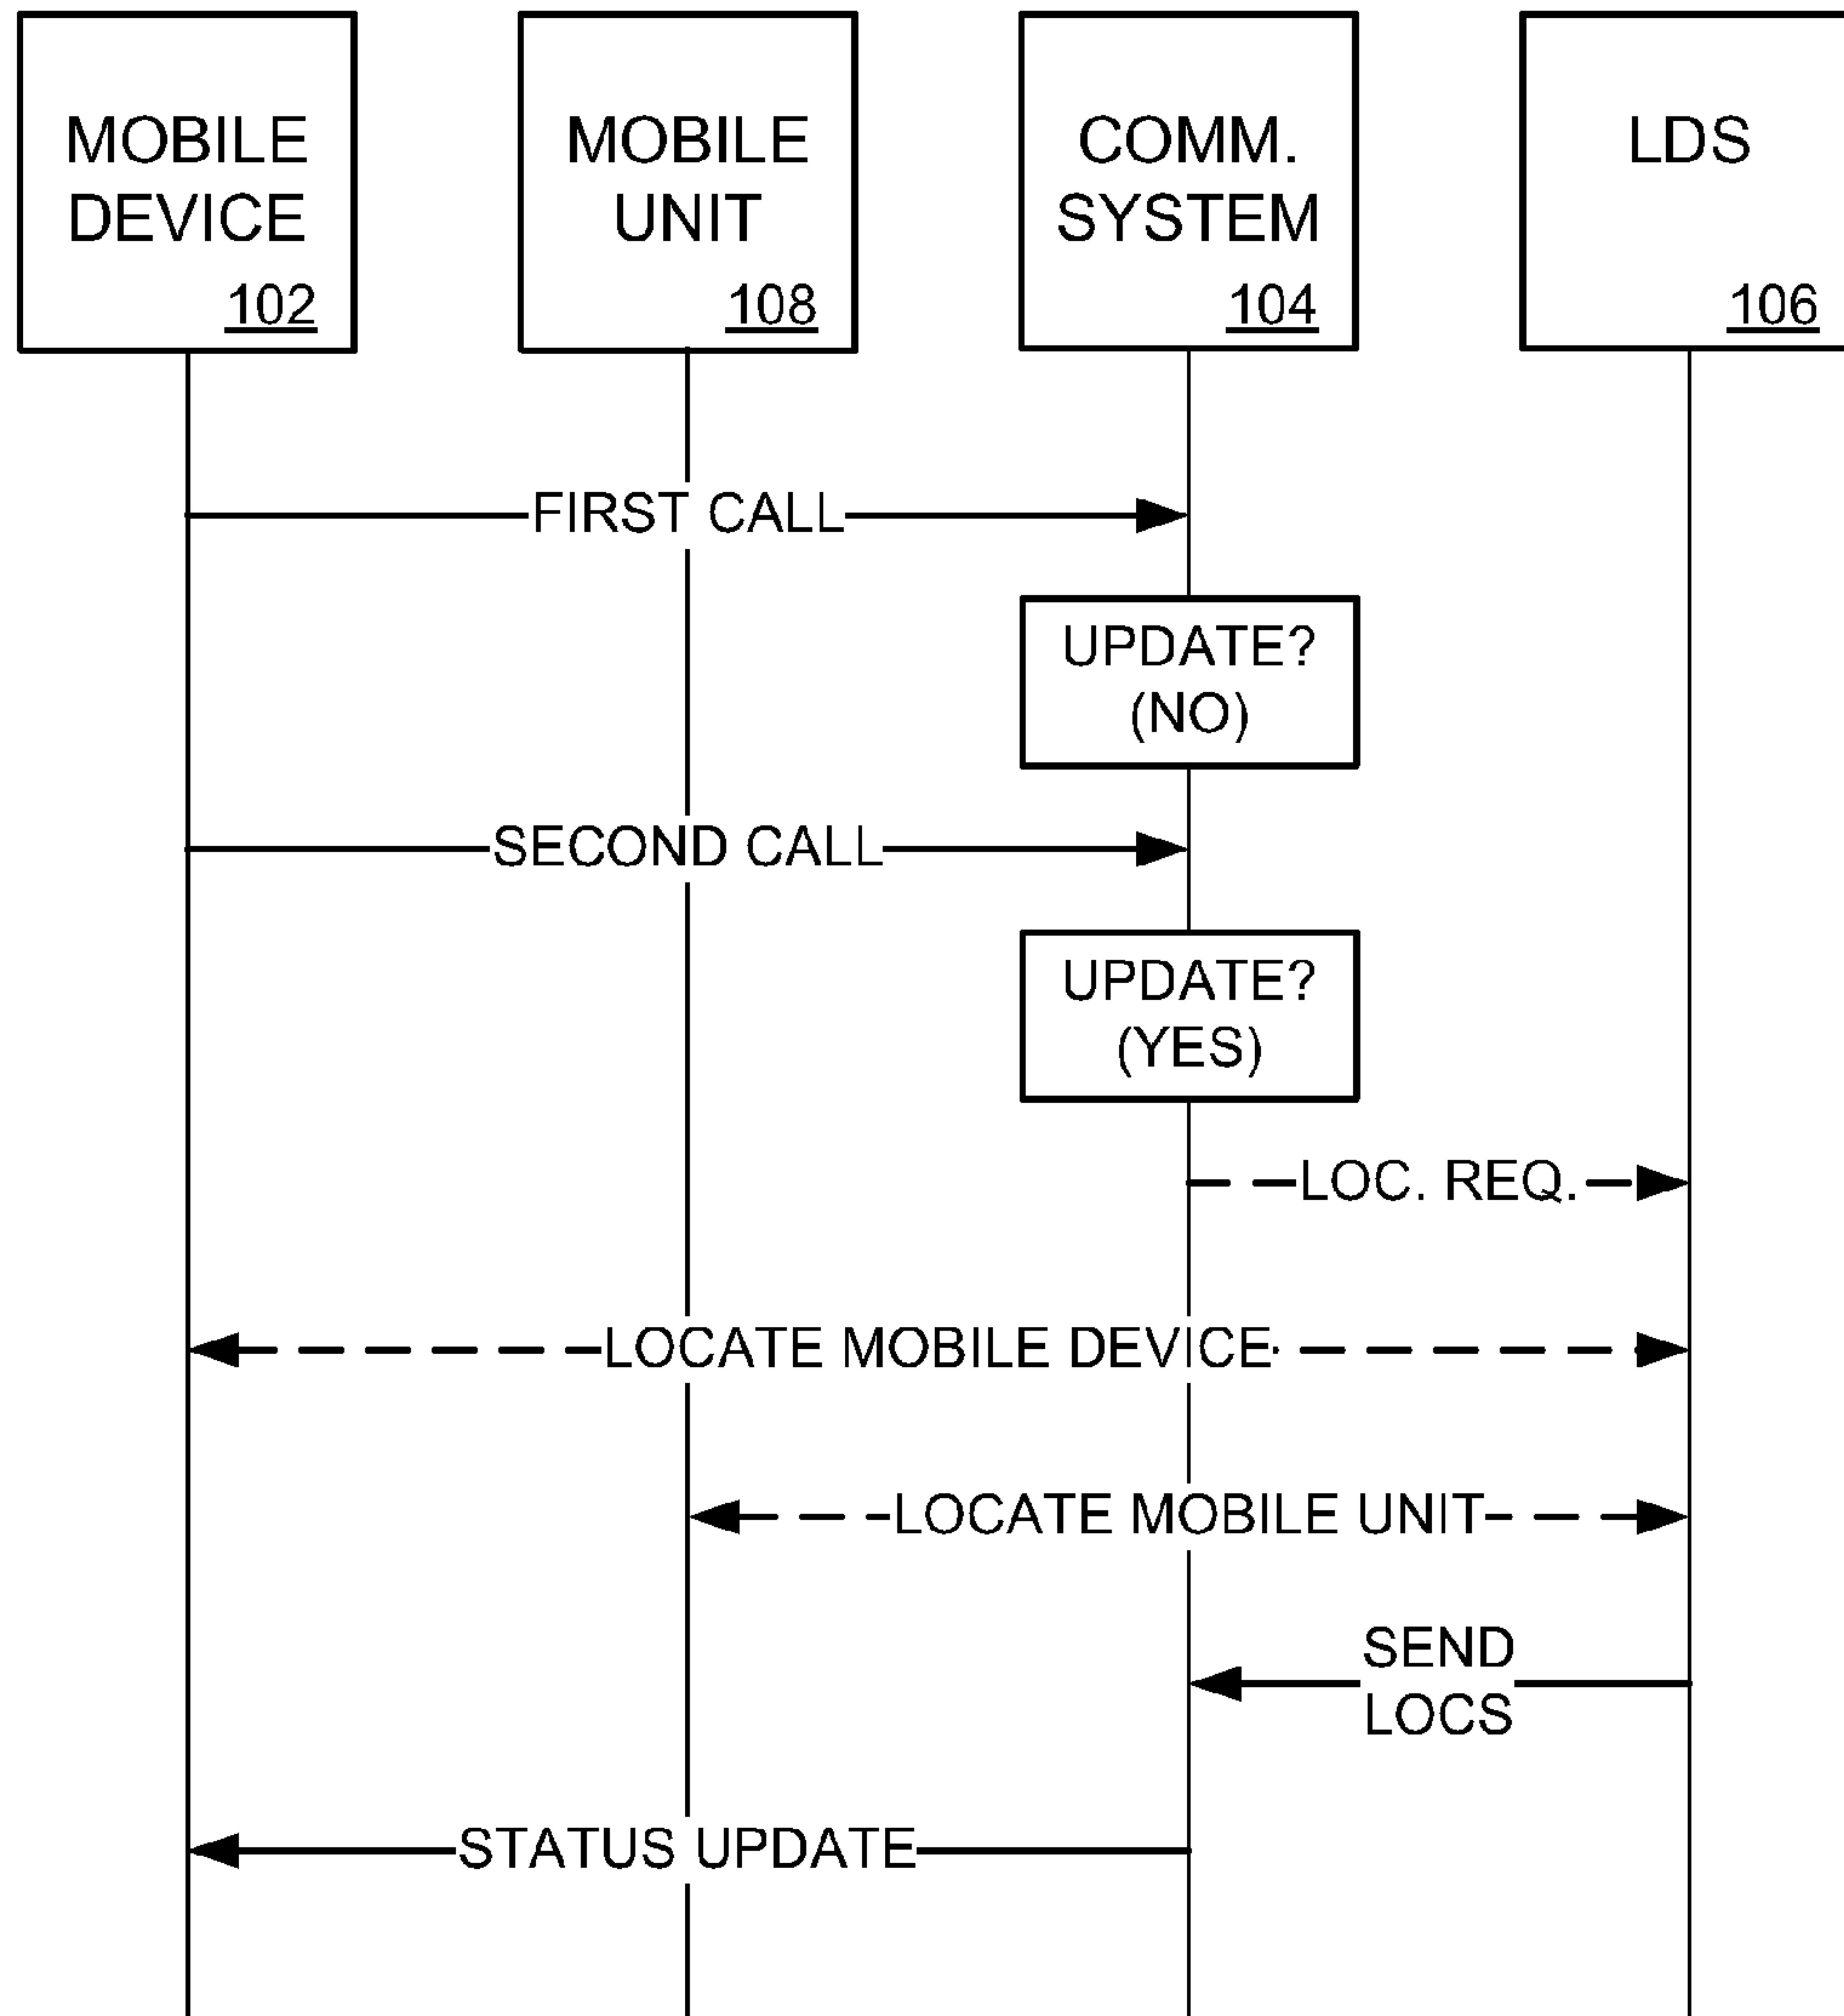 MOBILE
DEVICE
102
MOBILE
UNIT
108
COMM.
SYSTEM
104
LDS
106
FIRST CALL
UPDATE?
(NO)
SECOND CALL
UPDATE?
(YES)
LOC. REQ.
LOCATE MOBILE DEVICE
LOCATE MOBILE UNIT
SEND
LOCS
STATUS UPDATE